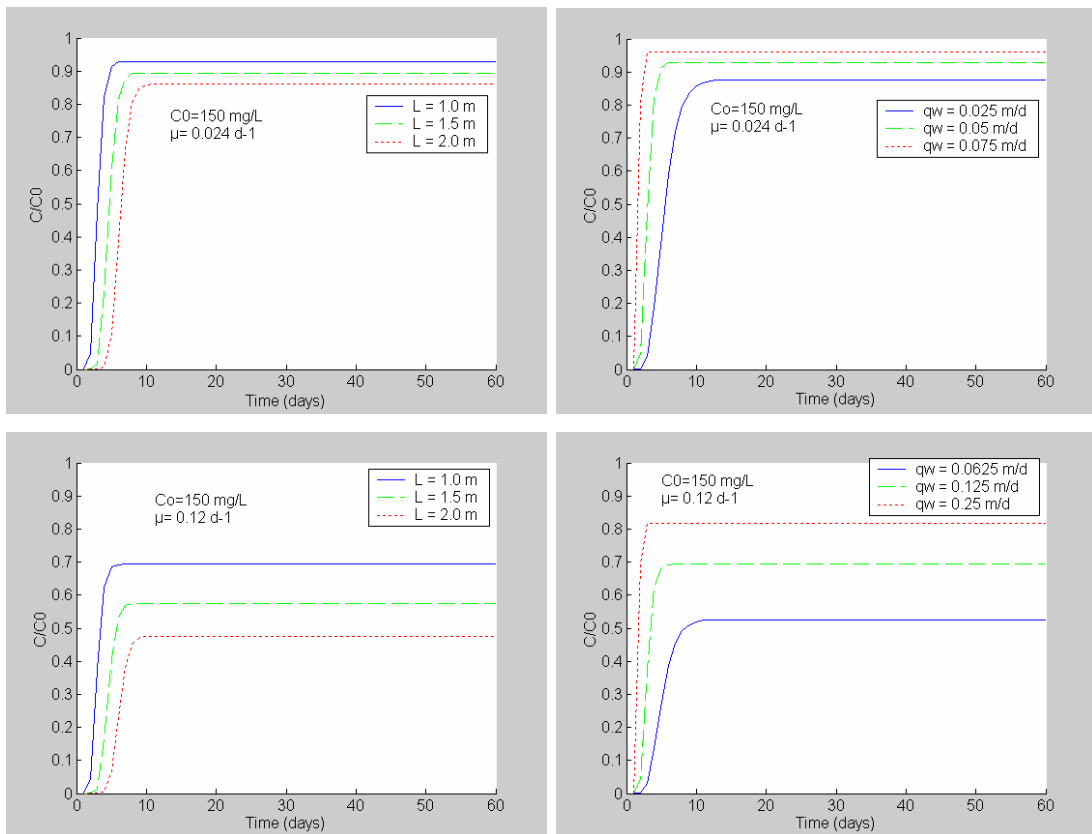 1
0.9
0.8
0.7
0.6
0.5
0.4
0.3
0.2
0.1
0
C/C0
C0=150 mg/L
µ= 0.024 d-1
L = 1.0 m
L = 1.5 m
L = 2.0 m
0 10 20 30 40 50 60
Time (days)
1
0.9
0.8
0.7
0.6
0.5
0.4
0.3
0.2
0.1
0
C/C0
Co=150 mg/L
µ= 0.024 d-1
qw = 0.025 m/d
qw = 0.05 m/d
qw = 0.075 m/d
0 10 20 30 40 50 60
Time (days)
1
0.9
0.8
0.7
0.6
0.5
0.4
0.3
0.2
0.1
0
C/C0
Co=150 mg/L
µ= 0.12 d-1
L = 1.0 m
L = 1.5 m
L = 2.0 m
0 10 20 30 40 50 60
Time (days)
1
0.9
0.8
0.7
0.6
0.5
0.4
0.3
0.2
0.1
0
C/C0
C0=150 mg/L
µ= 0.12 d-1
qw = 0.0625 m/d
qw = 0.125 m/d
qw = 0.25 m/d
0 10 20 30 40 50 60
Time (days)